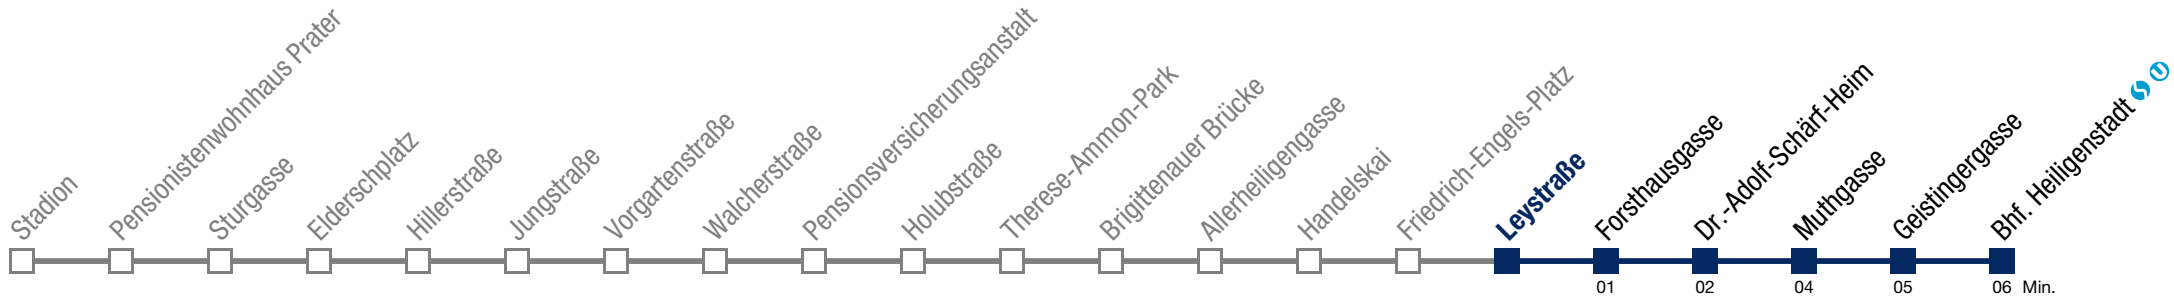 Stadion
Pensionistenwohnhaus Prater
Sturgasse
Elderschplatz
Hillerstraße
Jungstraße
Vorgartenstraße
Walcherstraße
Pensionsversicherungsanstalt
Holubstraße
Therese-Ammon-Park
Brigittenauer Brücke
Allerheiligengasse
Handelskai
Friedrich-Engels-Platz
Leystraße
Forsthausgasse
Dr.-Adolf-Schärf-Heim
Muthgasse
Geistingergasse
Bhf. Heiligenstadt S U
01 02 04 05 06 Min.